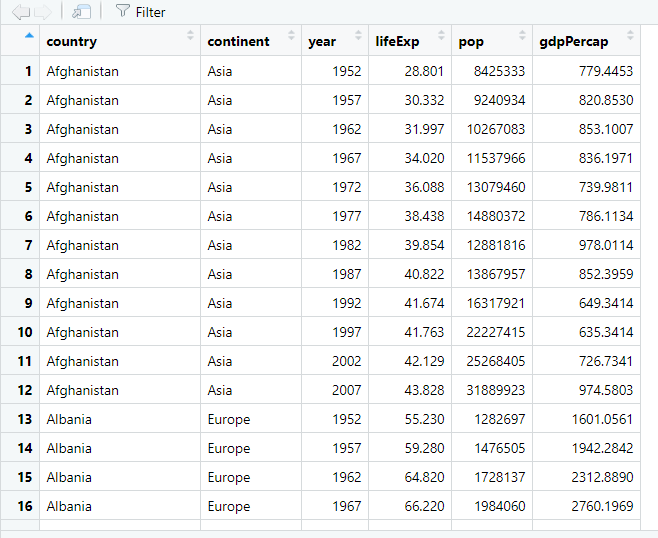 Filter
country continent year lifeExp pop gdpPercap
1 Afghanistan Asia 1952 28.801 8425333 779.4453
2 Afghanistan Asia 1957 30.332 9240934 820.8530
3 Afghanistan Asia 1962 31.997 10267083 853.1007
4 Afghanistan Asia 1967 34.020 11537966 836.1971
5 Afghanistan Asia 1972 36.088 13079460 739.9811
6 Afghanistan Asia 1977 38.438 14880372 786.1134
7 Afghanistan Asia 1982 39.854 12881816 978.0114
8 Afghanistan Asia 1987 40.822 13867957 852.3959
9 Afghanistan Asia 1992 41.674 16317921 649.3414
10 Afghanistan Asia 1997 41.763 22227415 635.3414
11 Afghanistan Asia 2002 42.129 25268405 726.7341
12 Afghanistan Asia 2007 43.828 31889923 974.5803
13 Albania Europe 1952 55.230 1282697 1601.0561
14 Albania Europe 1957 59.280 1476505 1942.2842
15 Albania Europe 1962 64.820 1728137 2312.8890
16 Albania Europe 1967 66.220 1984060 2760.1969